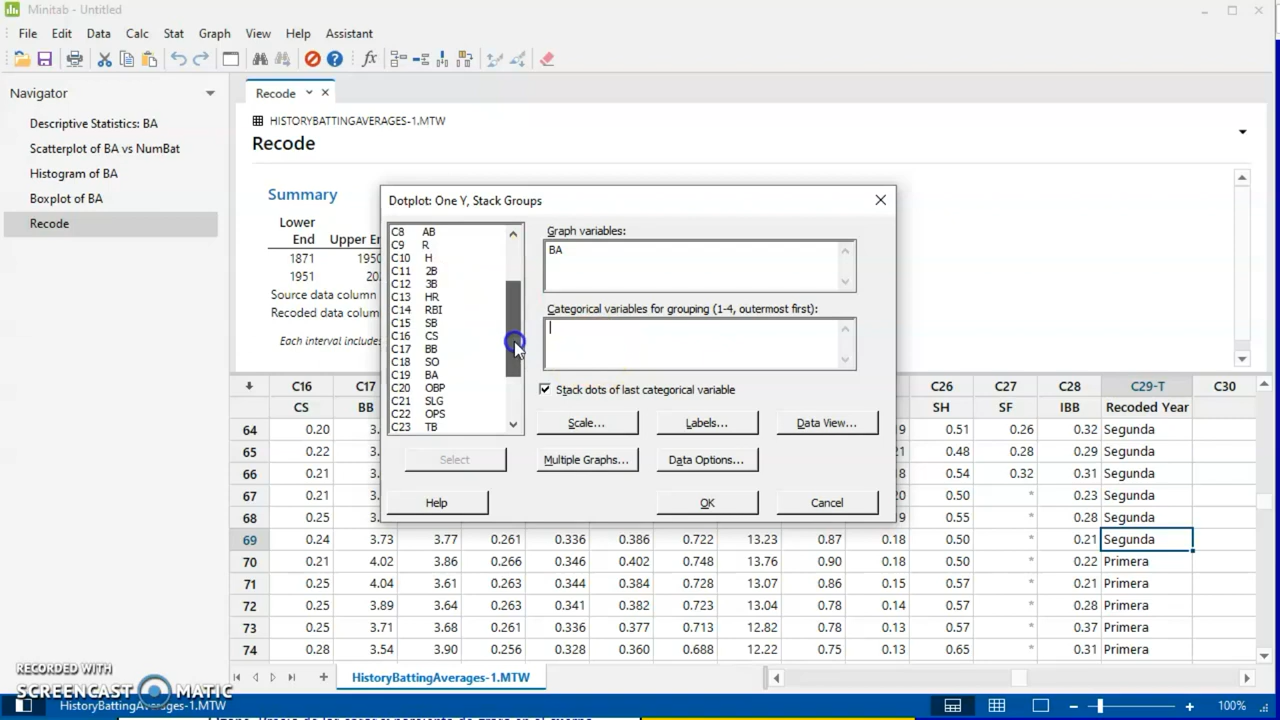 Minitab - Untitled
File Edit Data Calc Stat Graph View Help Assistant
Navigator
Descriptive Statistics: BA
Scatterplot of BA vs NumBat
Histogram of BA
Boxplot of BA
Recode
Recode
HISTORYBATTINGAVERAGES-1.MTW
Recode
Summary
Lower
End Upper E
1871 1950
1951 20
Source data column
Recoded data colum
Each interval include
Dotplot: One Y, Stack Groups
C8 AB
C9 R
C10 H
C11 2B
C12 3B
C13 HR
C14 RBI
C15 SB
C16 CS
C17 BB
C18 SO
C19 BA
C20 OBP
C21 SLG
C22 OPS
C23 TB
Graph variables:
BA
Categorical variables for grouping (1-4, outermost first):
Stack dots of last categorical variable
Scale... Labels... Data View...
Select Multiple Graphs... Data Options...
Help OK Cancel
C16 C17 C26 C27 C28 C29-T C30
CS BB SH SF IBB Recoded Year
64 0.20 3. 9 0.51 0.26 0.32 Segunda
65 0.22 3. 21 0.48 0.28 0.29 Segunda
66 0.21 3. 8 0.54 0.32 0.31 Segunda
67 0.21 3. 20 0.50 * 0.23 Segunda
68 0.25 3. 9 0.55 * 0.28 Segunda
69 0.24 3.73 3.77 0.261 0.336 0.386 0.722 13.23 0.87 0.18 0.50 * 0.21 Segunda
70 0.21 4.02 3.86 0.266 0.346 0.402 0.748 13.76 0.90 0.18 0.50 * 0.22 Primera
71 0.25 4.04 3.61 0.263 0.344 0.384 0.728 13.07 0.86 0.15 0.57 * 0.21 Primera
72 0.25 3.89 3.64 0.263 0.341 0.382 0.723 13.04 0.78 0.14 0.57 * 0.28 Primera
73 0.25 3.71 3.68 0.261 0.336 0.377 0.713 12.82 0.78 0.13 0.57 * 0.37 Primera
74 0.28 3.54 3.90 0.256 0.328 0.360 0.688 12.22 0.75 0.13 0.65 * 0.31 Primera
RECORDED WITH
SCREENCAST MATIC
HistoryBattingAverages-1.MTW
HistoryBattingAverages-1.MTW
100%